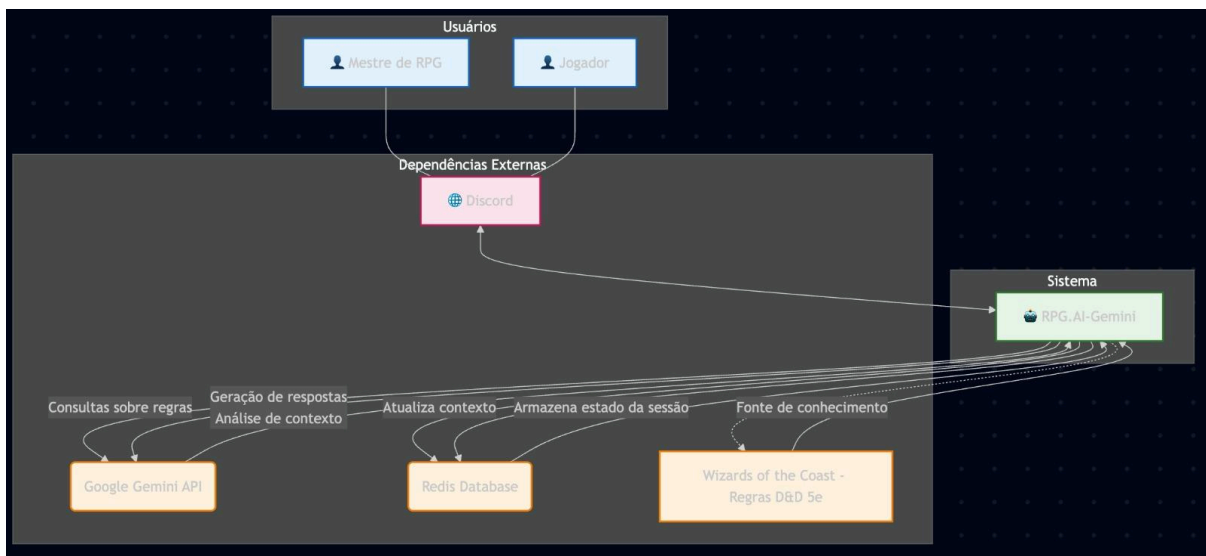 Usuários
Mestre de RPG
Jogador
Dependências Externas
Discord
Sistema
RPG.AI-Gemini
Consultas sobre regras
Geração de respostas
Análise de contexto
Atualiza contexto
Armazena estado da sessão
Fonte de conhecimento
Google Gemini API
Redis Database
Wizards of the Coast -
Regras D&D 5e